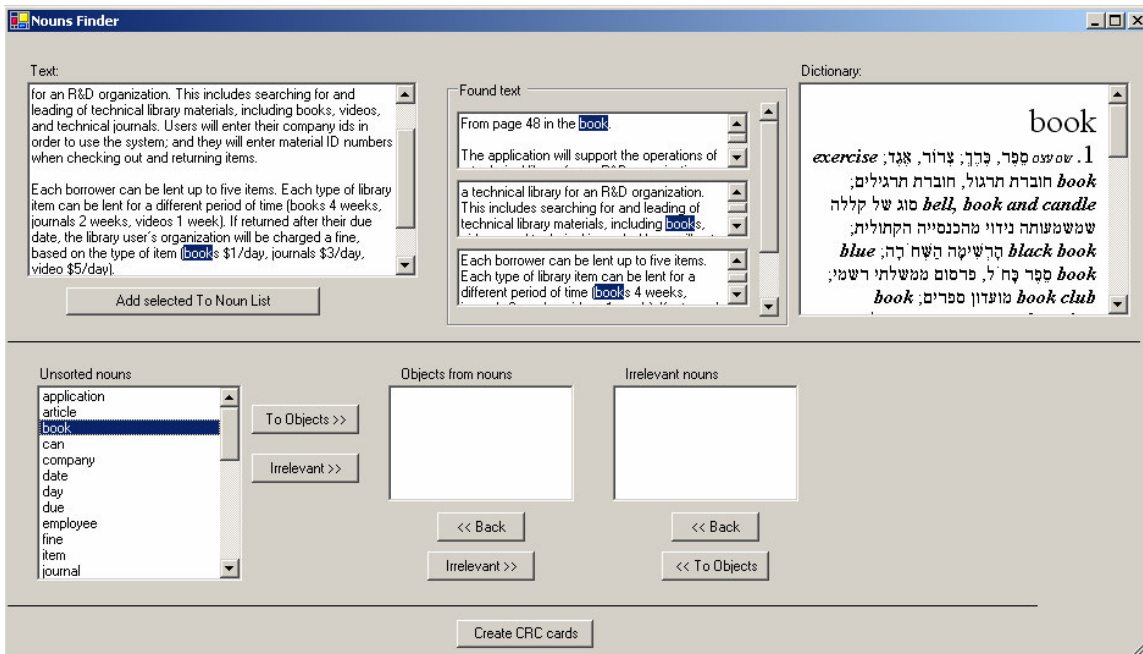 Nouns Finder
Text:
for an R&D organization. This includes searching for and
leading of technical library materials, including books, videos,
and technical journals. Users will enter their company ids in
order to use the system; and they will enter material ID numbers
when checking out and returning items.
Each borrower can be lent up to five items. Each type of library
item can be lent for a different period of time (books 4 weeks,
journals 2 weeks, videos 1 week). If returned after their due
date, the library user´s organization will be charged a fine,
based on the type of item (books $1/day, journals $3/day,
video $5/day).
Add selected To Noun List
Found text
From page 48 in the book.
The application will support the operations of
a technical library for an R&D organization.
This includes searching for and leading of
technical library materials, including books,
Each borrower can be lent up to five items.
Each type of library item can be lent for a
different period of time (books 4 weeks,
Dictionary:
book
1. סֵפֶר, כֶּרֶךְ; צְרוֹר, אֶגֶד; exercise
book חוברת תרגול, חוברת תרגילים;
bell, book and candle סוג של קללה
שמשמעותה נידוי מהכנסייה הקתולית;
black book הָרְשִׁימָה הַשְּׁחֹרָה; blue
book סֵפֶר כָּחֹל, פרסום ממשלתי רשמי;
book club מועדון ספרים; book
Unsorted nouns
application
article
book
can
company
date
day
due
employee
fine
item
journal
To Objects >>
Irrelevant >>
Objects from nouns
<< Back
Irrelevant >>
Irrelevant nouns
<< Back
<< To Objects
Create CRC cards